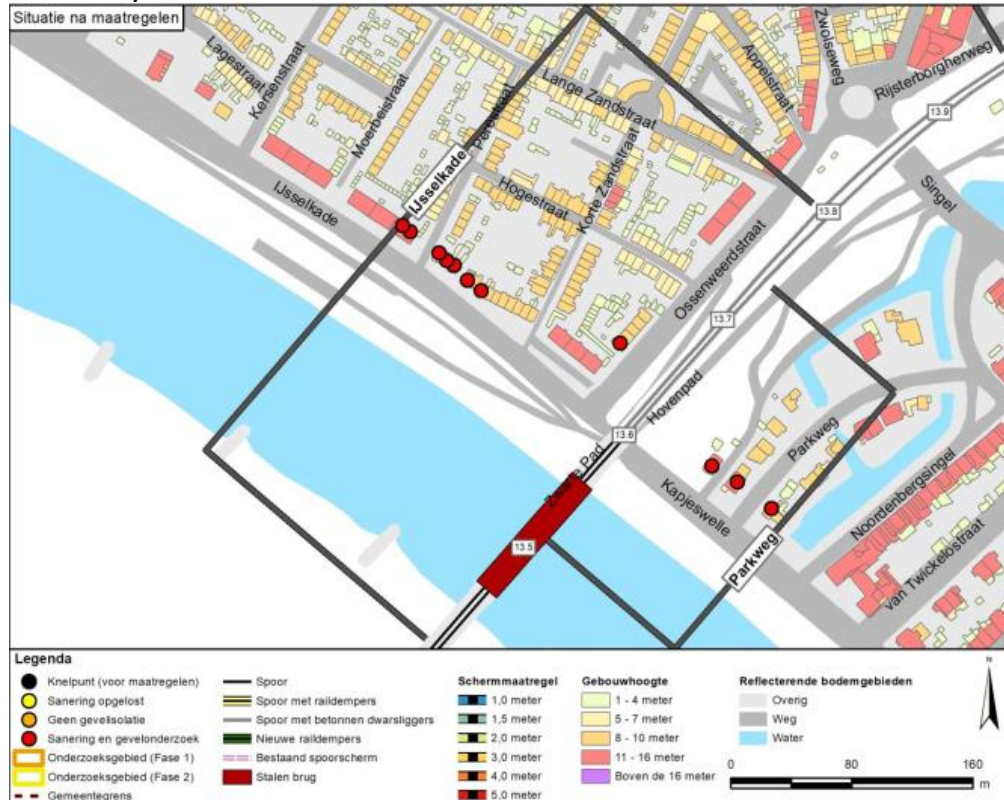 Situatie na maatregelen
Lagestraat
Kersenstraat
Moerbeistraat
Perenstraat
Lange Zandstraat
Appelstraat
Zwolseweg
Rijsterborgherweg
13.9
IJsselkade
IJsselkade
Hogestraat
Korte Zandstraat
13.8
Singel
Ossenweerdstraat
13.7
Hovenpad
13.6
Parkweg
Pad
Kapjeswelle
Noordenbergsingel
13.5
Parkweg
van Twickelostraat
Legenda
Knelpunt (voor maatregelen)
Sanering opgelost
Geen gevelisolatie
Sanering en gevelonderzoek
Onderzoeksgebied (Fase 1)
Onderzoeksgebied (Fase 2)
Gemeentegrens
Spoor
Spoor met raildempers
Spoor met betonnen dwarsliggers
Nieuwe raildempers
Bestaand spoorscherm
Stalen brug
Schermmaatregel
1,0 meter
1,5 meter
2,0 meter
3,0 meter
4,0 meter
5,0 meter
Gebouwhoogte
1 - 4 meter
5 - 7 meter
8 - 10 meter
11 - 16 meter
Boven de 16 meter
Reflecterende bodemgebieden
Overig
Weg
Water
N
0 80 160
m